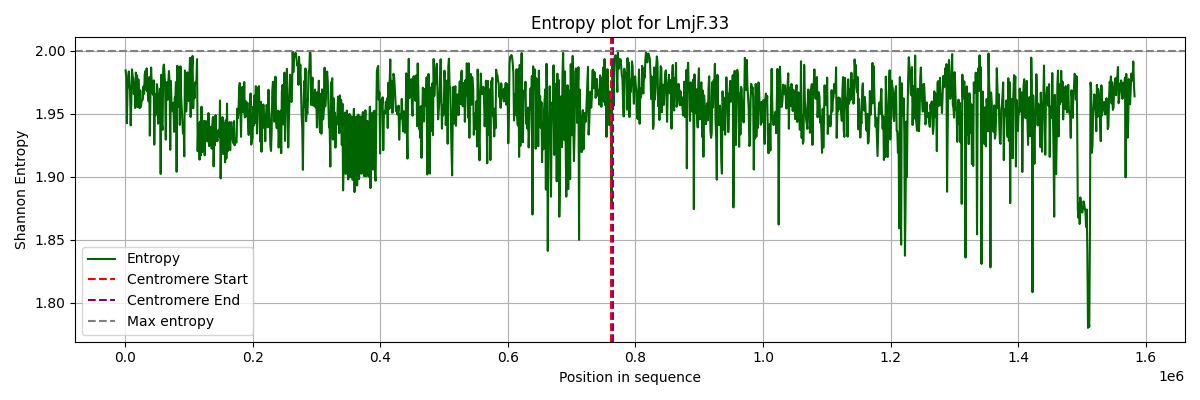 Entropy plot for LmjF.33
Shannon Entropy
2.00
1.95
1.90
1.85
1.80
Entropy
Centromere Start
Centromere End
Max entropy
0.0 0.2 0.4 0.6 0.8 1.0 1.2 1.4 1.6
1e6
Position in sequence